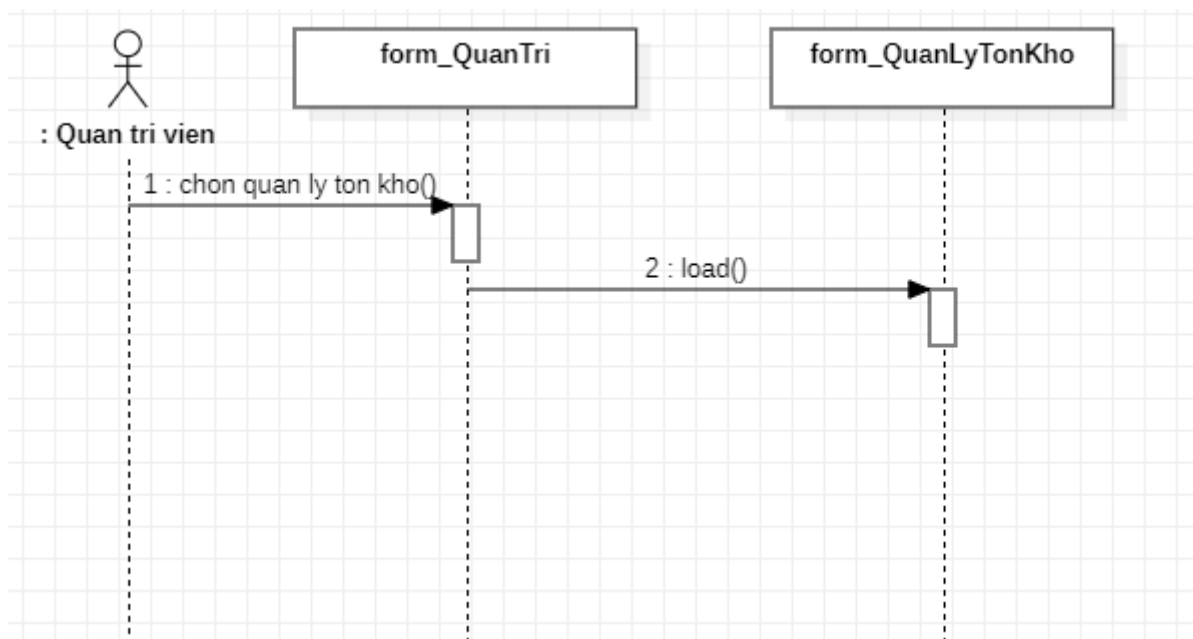 form_QuanTri
form_QuanLyTonKho
: Quan tri vien
1 : chon quan ly ton kho()
2 : load()